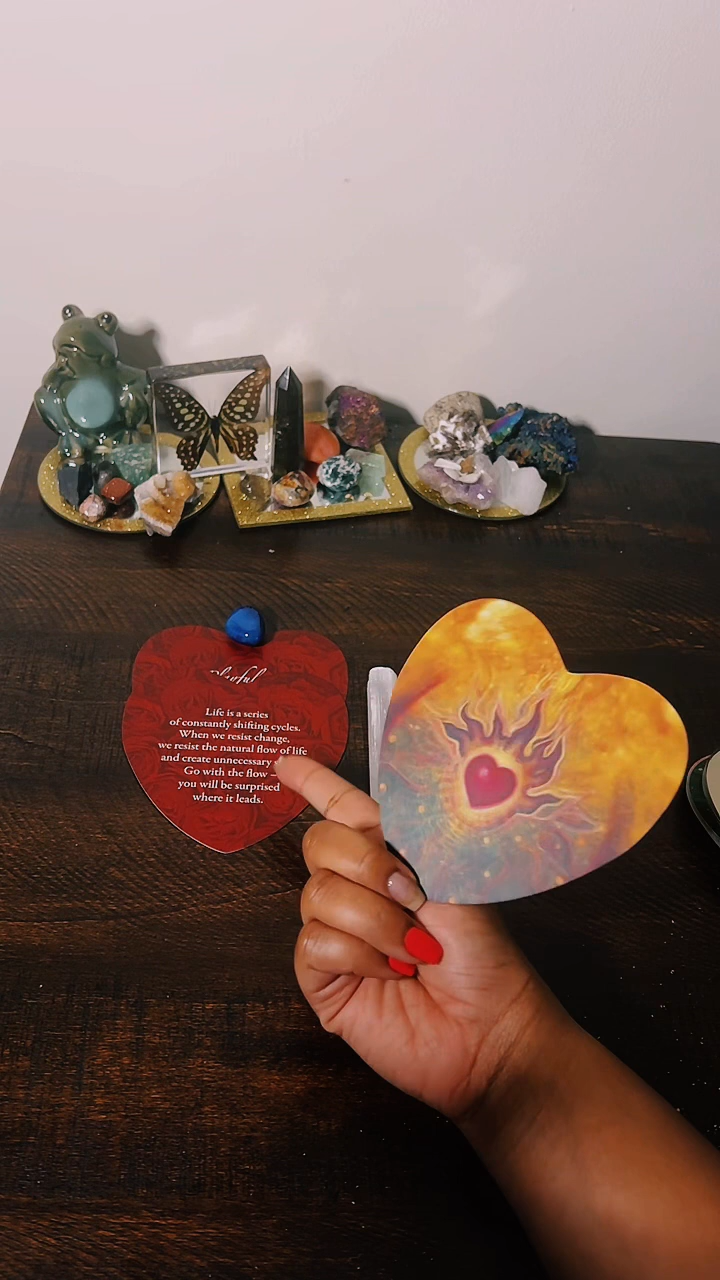 Playful
Life is a series
of constantly shifting cycles.
When we resist change,
we resist the natural flow of life
and create unnecessary
Go with the flow –
you will be surprised
where it leads.